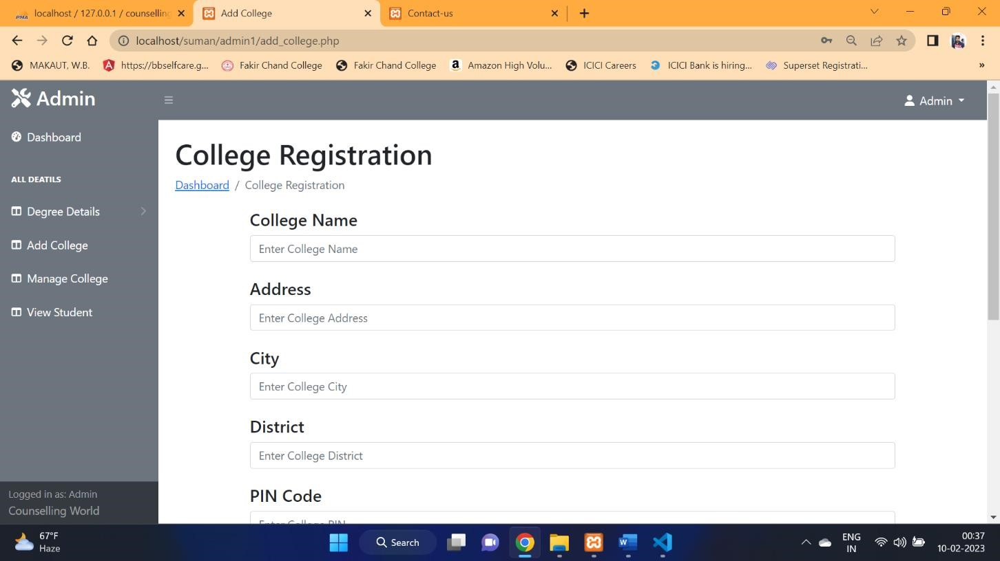 localhost / 127.0.0.1 / counselling
Add College
Contact-us
localhost/suman/admin1/add_college.php
MAKAUT, W.B.
https://bbselfcare.g...
Fakir Chand College
Fakir Chand College
Amazon High Volu...
ICICI Careers
ICICI Bank is hiring...
Superset Registrati...
»
Admin
Admin
Dashboard
ALL DEATILS
Degree Details
Add College
Manage College
View Student
Logged in as: Admin
Counselling World
College Registration
Dashboard / College Registration
College Name
Enter College Name
Address
Enter College Address
City
Enter College City
District
Enter College District
PIN Code
Enter College PIN
67°F
Haze
Search
ENG
IN
00:37
10-02-2023